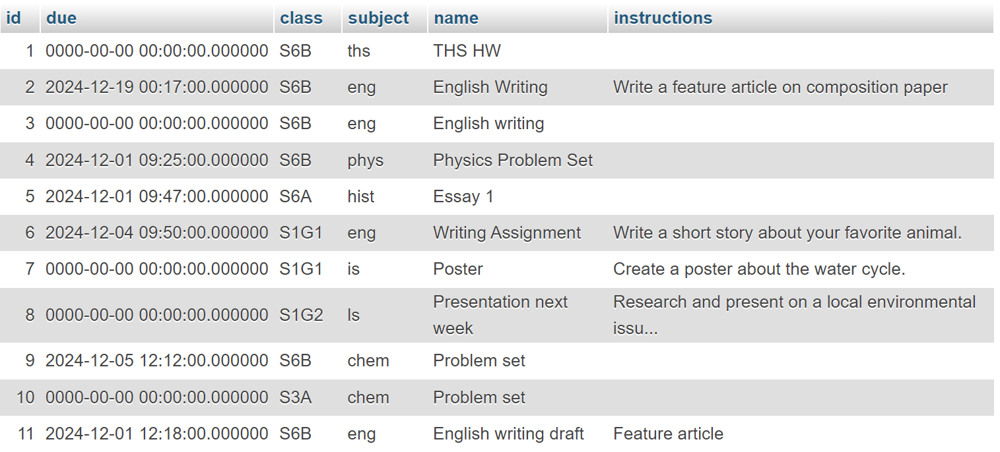 id due class subject name instructions
1 0000-00-00 00:00:00.000000 S6B ths THS HW
2 2024-12-19 00:17:00.000000 S6B eng English Writing Write a feature article on composition paper
3 0000-00-00 00:00:00.000000 S6B eng English writing
4 2024-12-01 09:25:00.000000 S6B phys Physics Problem Set
5 2024-12-01 09:47:00.000000 S6A hist Essay 1
6 2024-12-04 09:50:00.000000 S1G1 eng Writing Assignment Write a short story about your favorite animal.
7 0000-00-00 00:00:00.000000 S1G1 is Poster Create a poster about the water cycle.
8 0000-00-00 00:00:00.000000 S1G2 ls Presentation next week Research and present on a local environmental issu...
9 2024-12-05 12:12:00.000000 S6B chem Problem set
10 0000-00-00 00:00:00.000000 S3A chem Problem set
11 2024-12-01 12:18:00.000000 S6B eng English writing draft Feature article